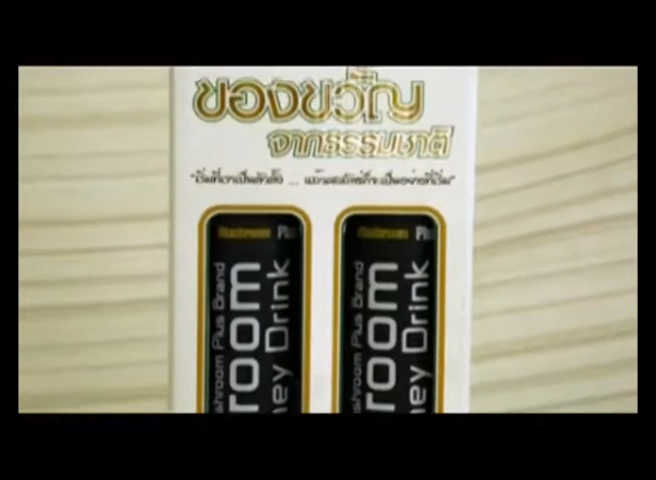 ของขวัญ
จากธรรมชาติ
Mushroom Plus
Mushroom Plus
shroom Plus Brand
room
ney Drink
shroom Plus Brand
room
ney Drink